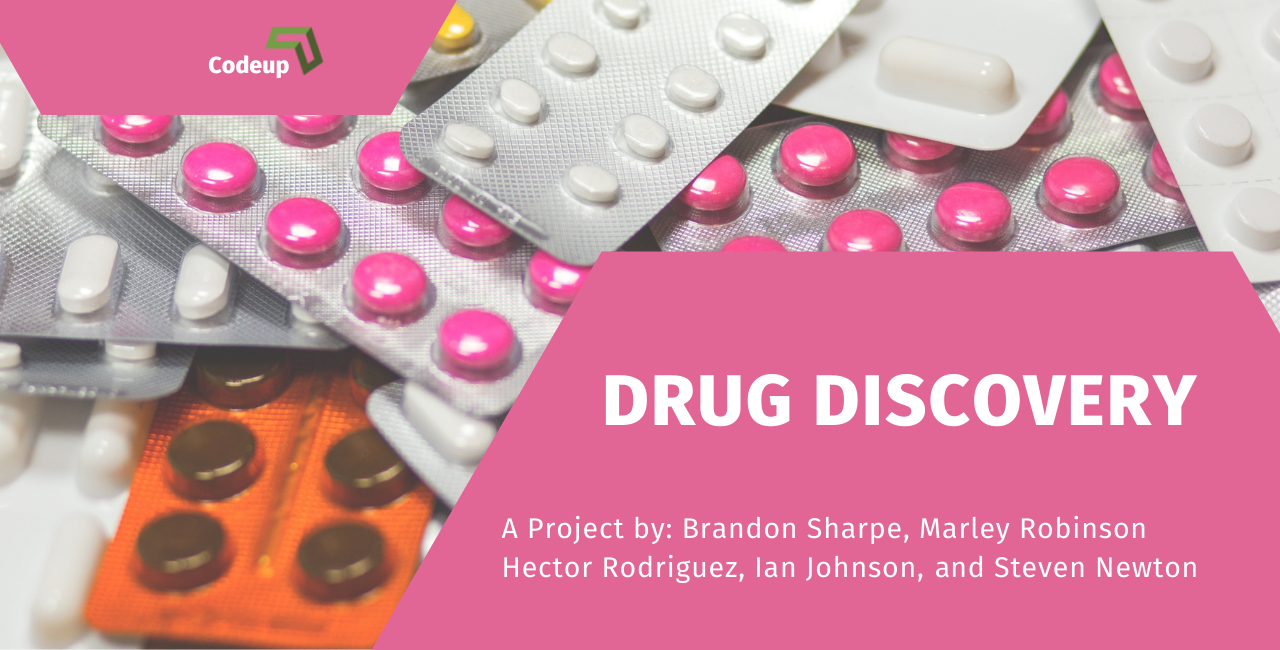 Codeup
DRUG DISCOVERY
A Project by: Brandon Sharpe, Marley Robinson
Hector Rodriguez, Ian Johnson, and Steven Newton